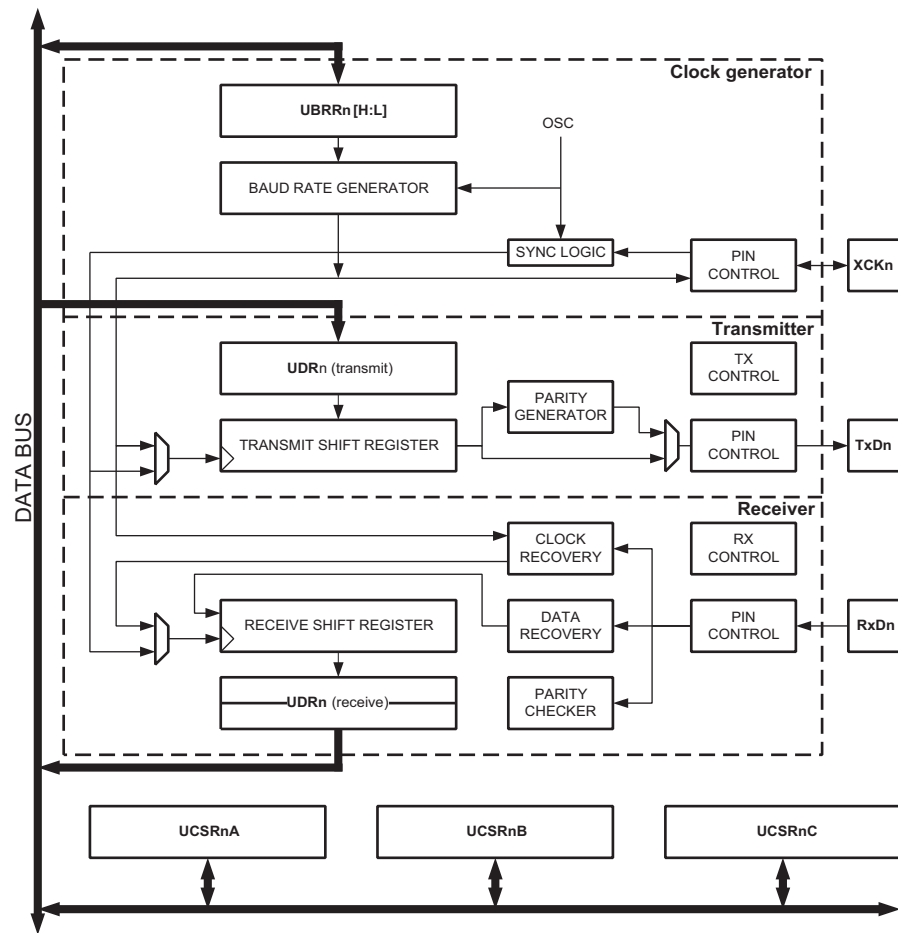 Clock generator
UBRRn [H:L]
OSC
BAUD RATE GENERATOR
SYNC LOGIC
PIN
CONTROL
XCKn
Transmitter
UDRn (transmit)
TX
CONTROL
PARITY
GENERATOR
TRANSMIT SHIFT REGISTER
PIN
CONTROL
TxDn
DATA BUS
Receiver
CLOCK
RECOVERY
RX
CONTROL
RECEIVE SHIFT REGISTER
DATA
RECOVERY
PIN
CONTROL
RxDn
UDRn (receive)
PARITY
CHECKER
UCSRnA
UCSRnB
UCSRnC